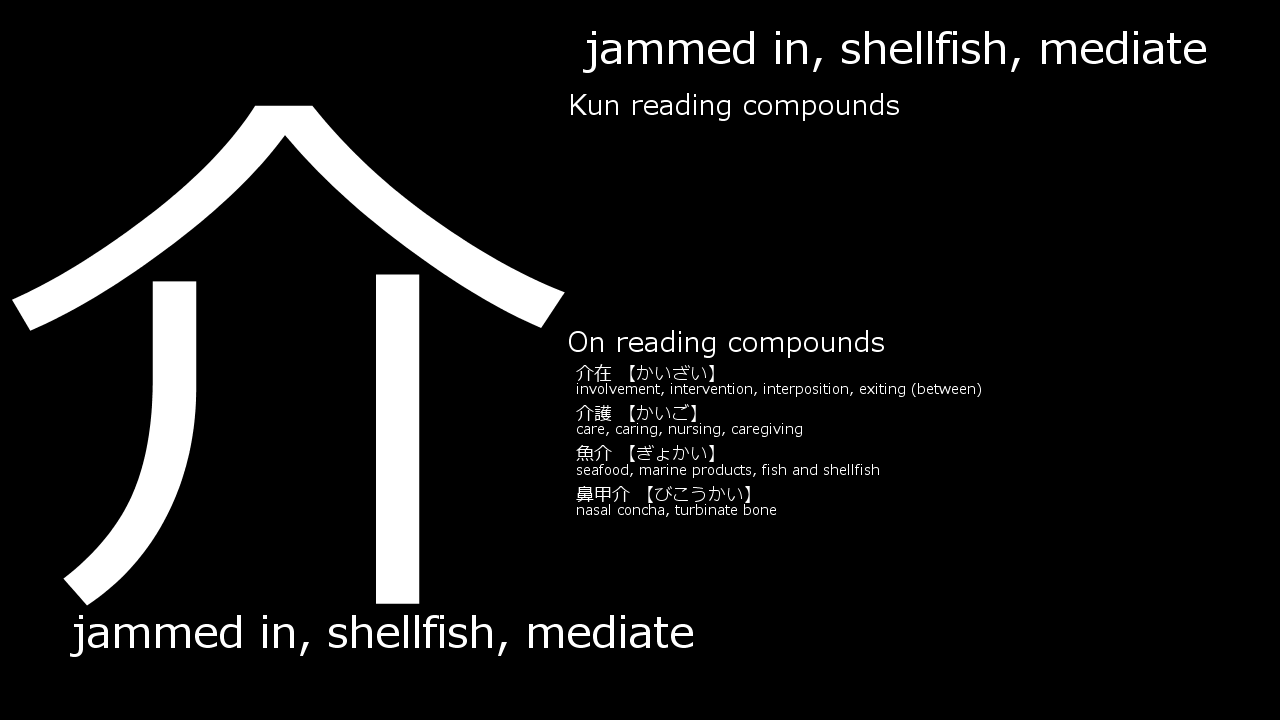 介
jammed in, shellfish, mediate
jammed in, shellfish, mediate
Kun reading compounds
On reading compounds
介在 【かいざい】
involvement, intervention, interposition, exiting (between)
介護 【かいご】
care, caring, nursing, caregiving
魚介 【ぎょかい】
seafood, marine products, fish and shellfish
鼻甲介 【びこうかい】
nasal concha, turbinate bone